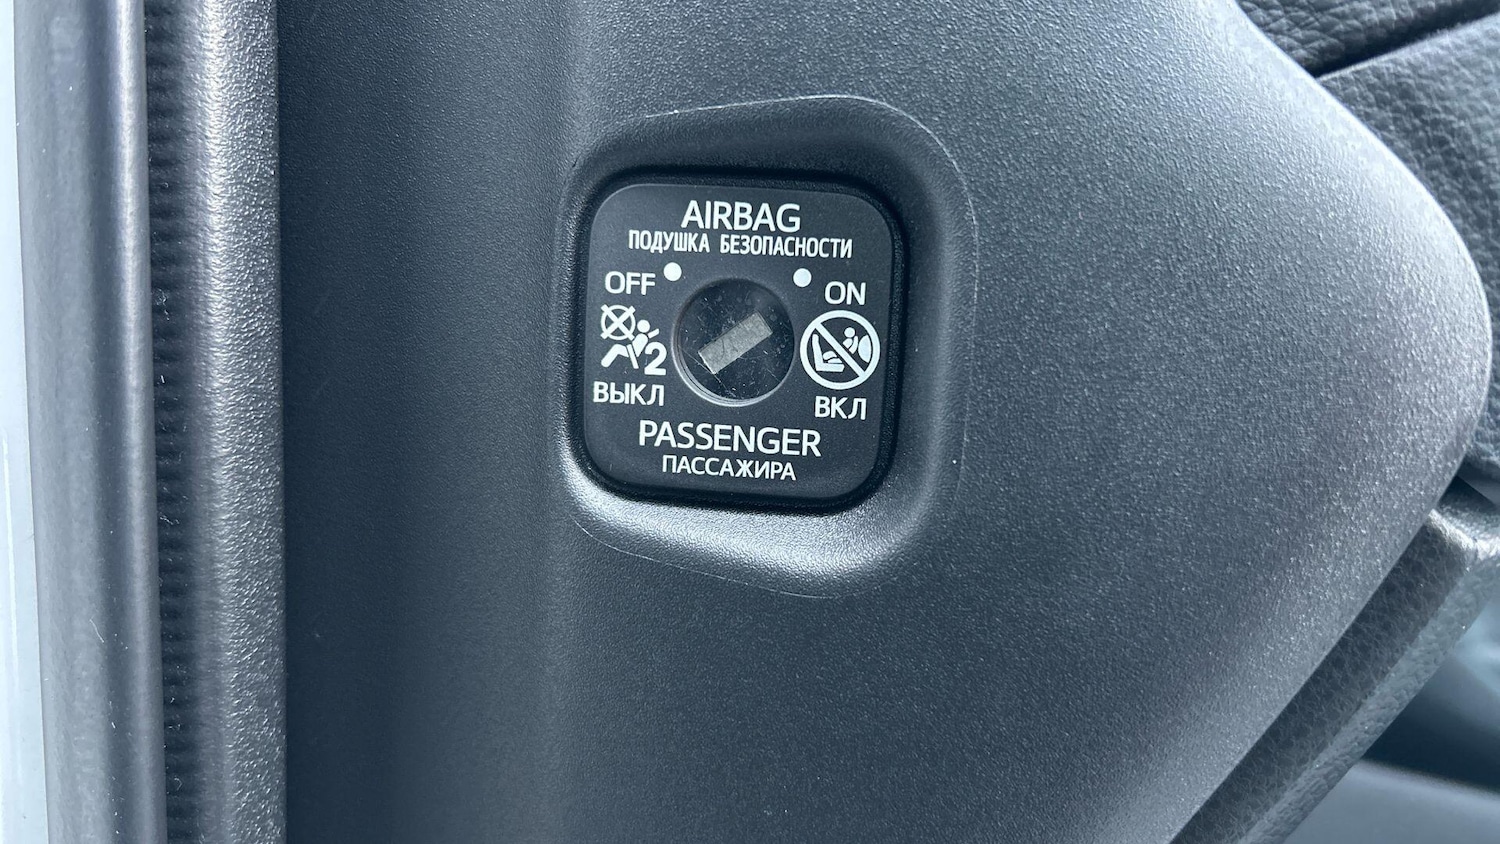 AIRBAG
ПОДУШКА БЕЗОПАСНОСТИ
OFF
ON
2
ВЫКЛ
ВКЛ
PASSENGER
ПАССАЖИРА